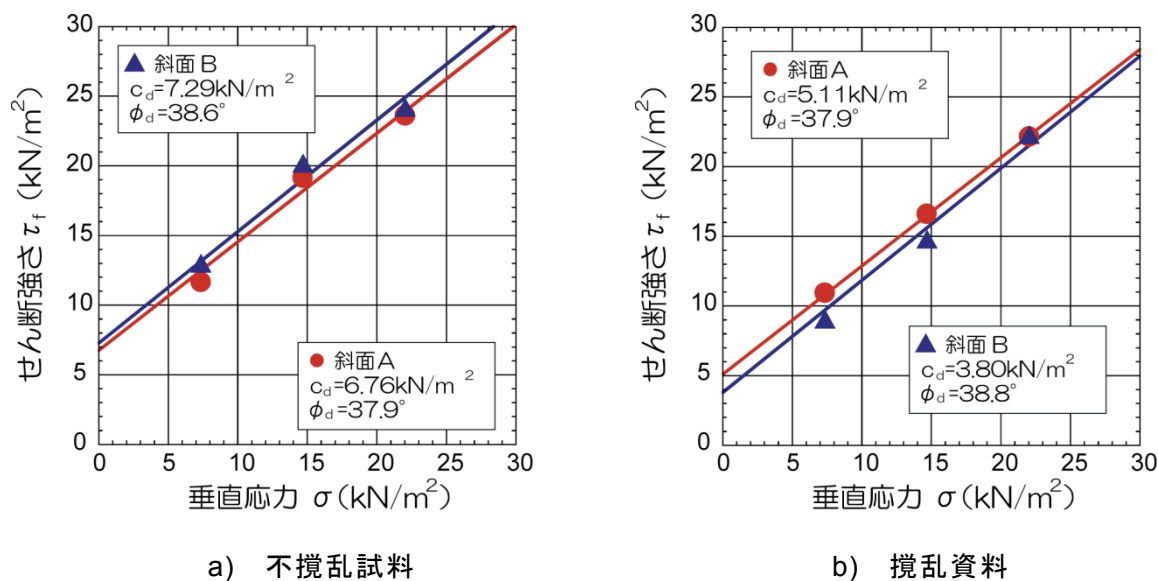 せん断強さ τf (kN/m2)
30
25
20
15
10
5
0
斜面B
cd=7.29kN/m 2
ϕd=38.6°
斜面A
cd=6.76kN/m 2
ϕd=37.9°
0 5 10 15 20 25 30
垂直応力 σ(kN/m2)
a) 不撹乱試料
せん断強さ τf (kN/m2)
30
25
20
15
10
5
0
斜面A
cd=5.11kN/m 2
ϕd=37.9°
斜面B
cd=3.80kN/m2
ϕd=38.8°
0 5 10 15 20 25 30
垂直応力 σ(kN/m2)
b) 撹乱資料